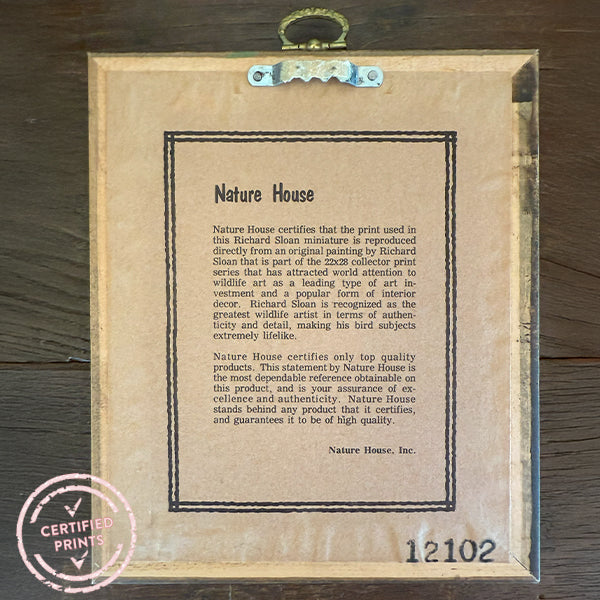 Nature House
Nature House certifies that the print used in
this Richard Sloan miniature is reproduced
directly from an original painting by Richard
Sloan that is part of the 22x28 collector print
series that has attracted world attention to
wildlife art as a leading type of art in-
vestment and a popular form of interior
decor. Richard Sloan is recognized as the
greatest wildlife artist in terms of authen-
ticity and detail, making his bird subjects
extremely lifelike.
Nature House certifies only top quality
products. This statement by Nature House is
the most dependable reference obtainable on
this product, and is your assurance of ex-
cellence and authenticity. Nature House
stands behind any product that it certifies,
and guarantees it to be of high quality.
Nature House, Inc.
12102
CERTIFIED
PRINTS